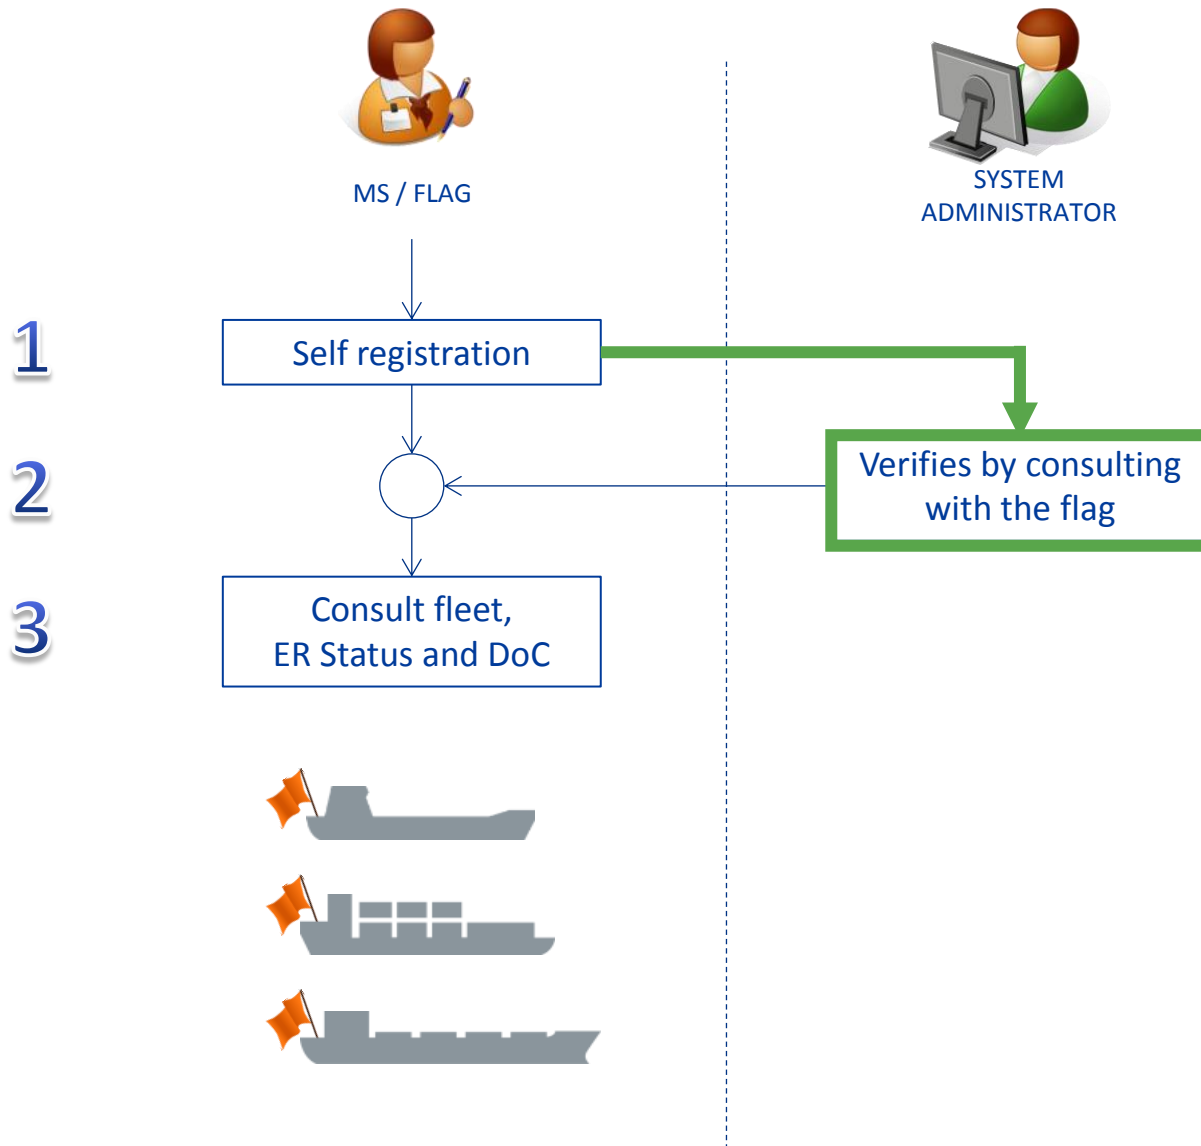 MS / FLAG
SYSTEM
ADMINISTRATOR
1
Self registration
2
Verifies by consulting
with the flag
3
Consult fleet,
ER Status and DoC